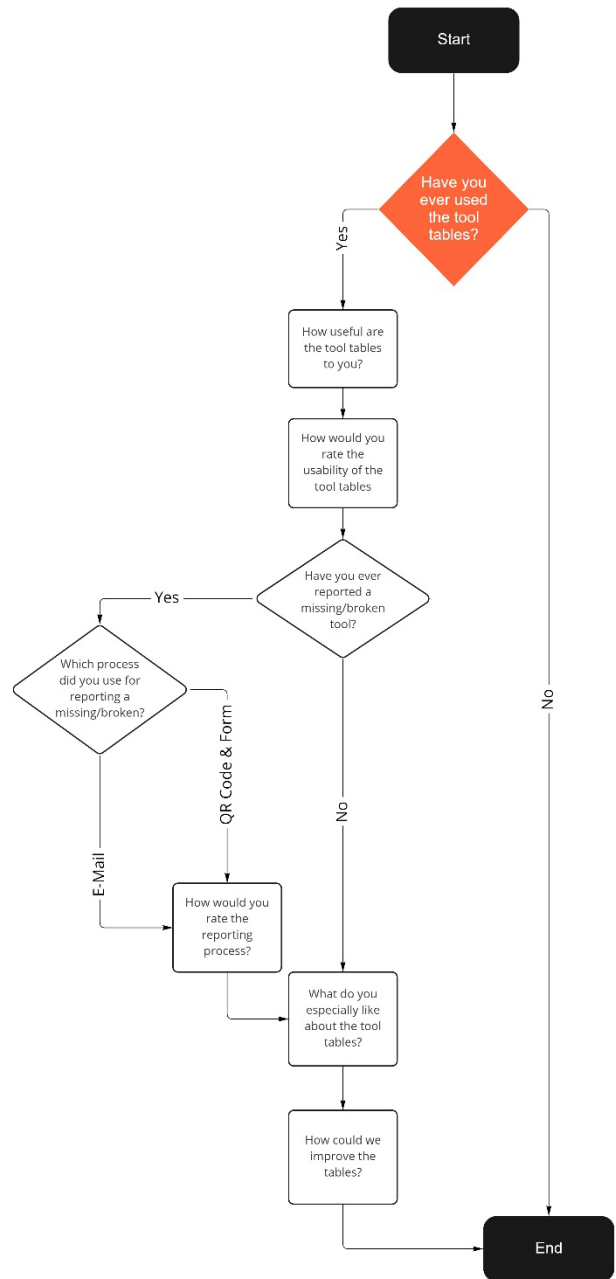 Start
Have you
ever used
the tool
tables?
Yes
No
How useful are
the tool tables
to you?
How would you
rate the
usability of the
tool tables
Have you ever
reported a
missing/broken
tool?
Yes
No
Which process
did you use for
reporting a
missing/broken?
QR Code & Form
E-Mail
How would you
rate the
reporting
process?
What do you
especially like
about the tool
tables?
How could we
improve the
tables?
End